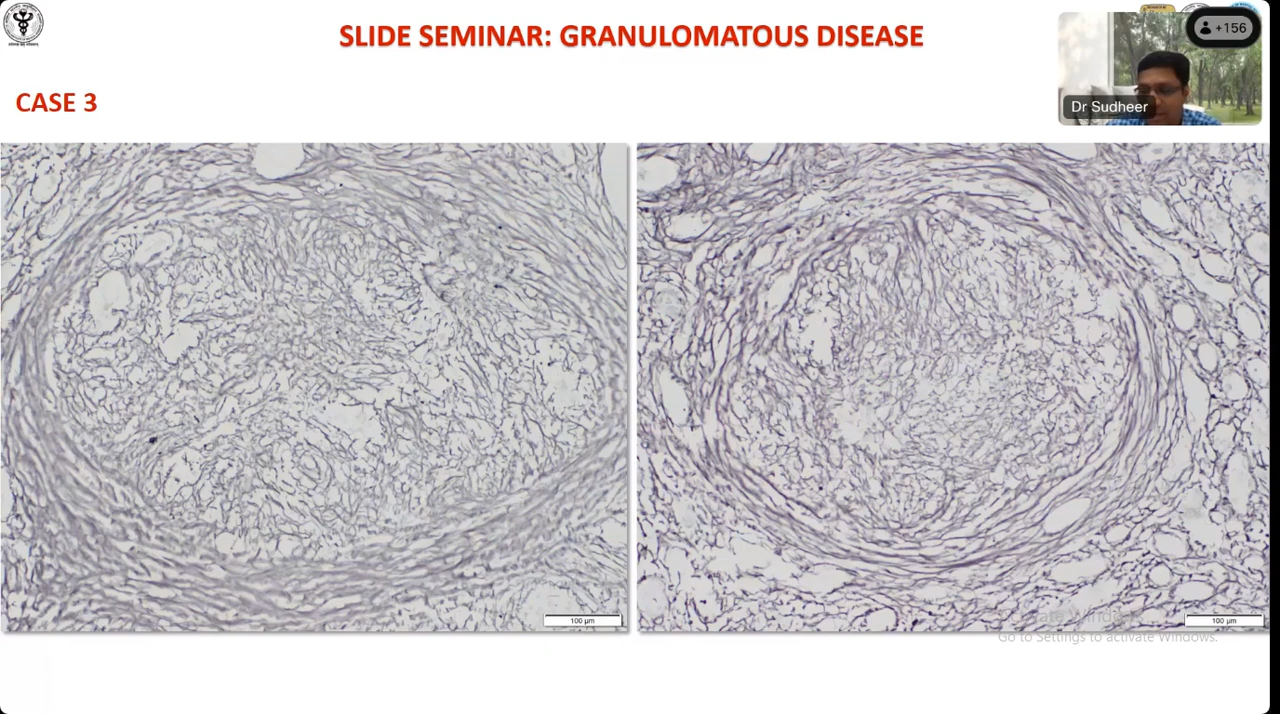 SLIDE SEMINAR: GRANULOMATOUS DISEASE
+156
Dr Sudheer
CASE 3
100 µm
100 µm
Go to Settings to activate Windows.